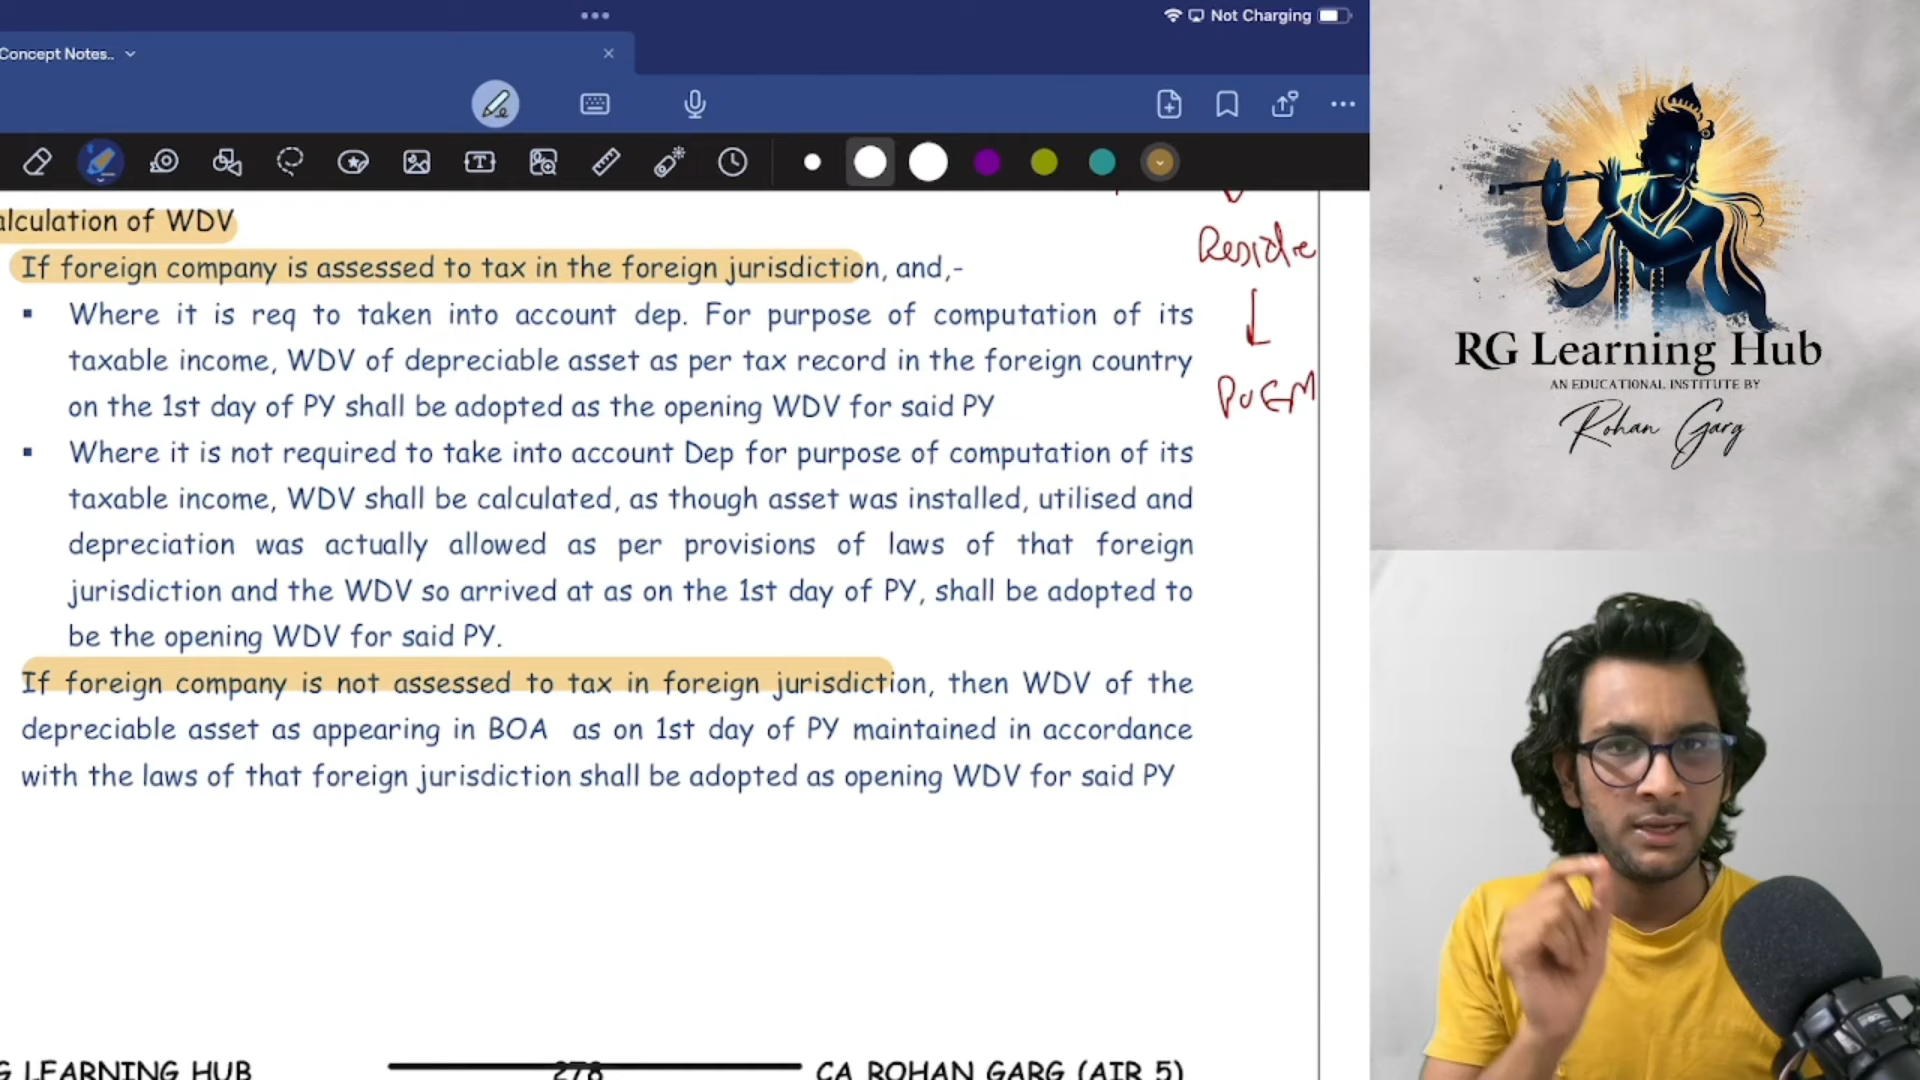 Not Charging
Concept Notes..
alculation of WDV
If foreign company is assessed to tax in the foreign jurisdiction, and,-
▪ Where it is req to taken into account dep. For purpose of computation of its
taxable income, WDV of depreciable asset as per tax record in the foreign country
on the 1st day of PY shall be adopted as the opening WDV for said PY
▪ Where it is not required to take into account Dep for purpose of computation of its
taxable income, WDV shall be calculated, as though asset was installed, utilised and
depreciation was actually allowed as per provisions of laws of that foreign
jurisdiction and the WDV so arrived at as on the 1st day of PY, shall be adopted to
be the opening WDV for said PY.
If foreign company is not assessed to tax in foreign jurisdiction, then WDV of the
depreciable asset as appearing in BOA as on 1st day of PY maintained in accordance
with the laws of that foreign jurisdiction shall be adopted as opening WDV for said PY
POEM
G LEARNING HUB
278
CA ROHAN GARG (AIR 5)
RG Learning Hub
AN EDUCATIONAL INSTITUTE BY
Rohan Garg